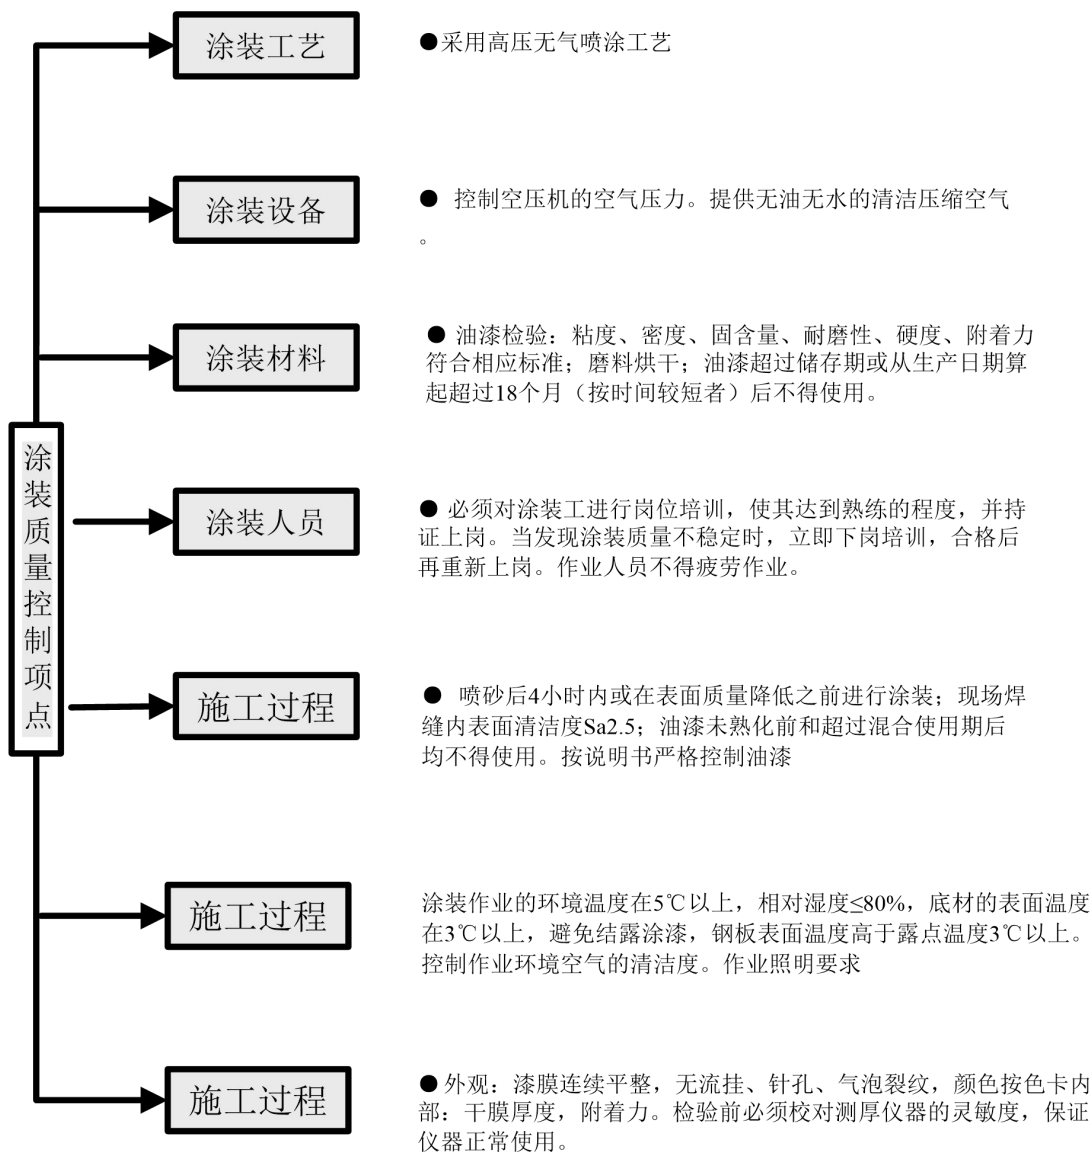 涂装工艺
●采用高压无气喷涂工艺
涂装设备
● 控制空压机的空气压力。提供无油无水的清洁压缩空气
。
涂装材料
● 油漆检验：粘度、密度、固含量、耐磨性、硬度、附着力
符合相应标准；磨料烘干；油漆超过储存期或从生产日期算
起超过18个月（按时间较短者）后不得使用。
涂装质量控制项点
涂装人员
● 必须对涂装工进行岗位培训，使其达到熟练的程度，并持
证上岗。当发现涂装质量不稳定时，立即下岗培训，合格后
再重新上岗。作业人员不得疲劳作业。
施工过程
● 喷砂后4小时内或在表面质量降低之前进行涂装；现场焊
缝内表面清洁度Sa2.5；油漆未熟化前和超过混合使用期后
均不得使用。按说明书严格控制油漆
施工过程
涂装作业的环境温度在5℃以上，相对湿度≤80%，底材的表面温度
在3℃以上，避免结露涂漆，钢板表面温度高于露点温度3℃以上。
控制作业环境空气的清洁度。作业照明要求
施工过程
● 外观：漆膜连续平整，无流挂、针孔、气泡裂纹，颜色按色卡内
部：干膜厚度，附着力。检验前必须校对测厚仪器的灵敏度，保证
仪器正常使用。